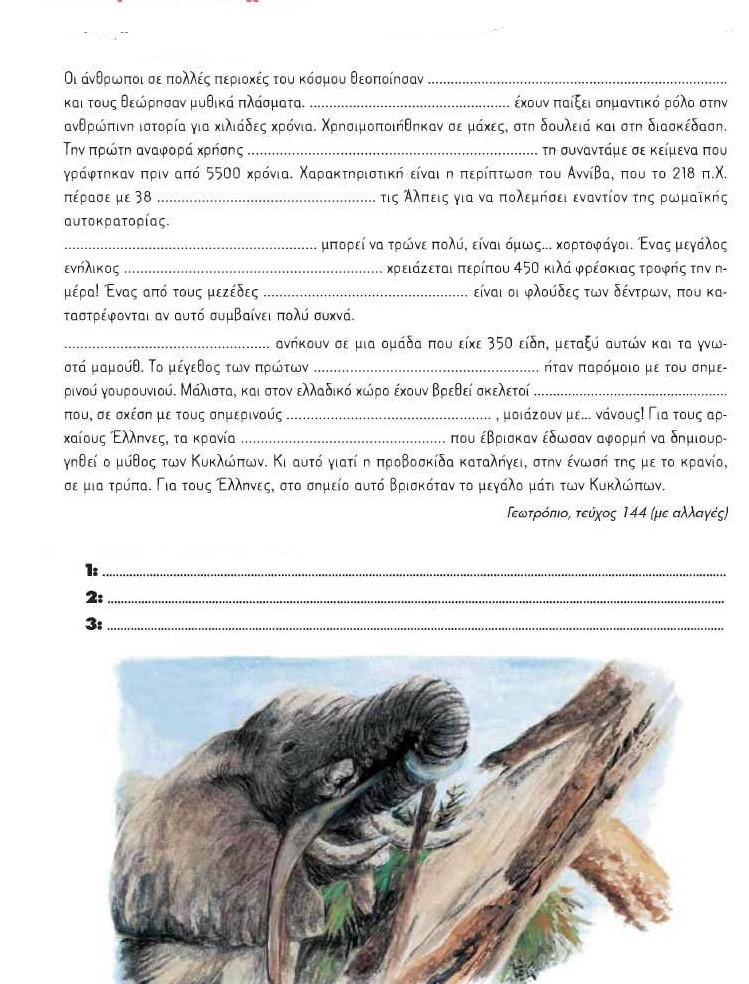 Οι άνθρωποι σε πολλές περιοχές του κόσμου θεοποίησαν ..............................
και τους θεώρησαν μυθικά πλάσματα. .............................. έχουν παίξει σημαντικό ρόλο στην
ανθρώπινη ιστορία για χιλιάδες χρόνια. Χρησιμοποιήθηκαν σε μάχες, στη δουλειά και στη διασκέδαση.
Την πρώτη αναφορά χρήσης .............................. τη συναντάμε σε κείμενα που
γράφτηκαν πριν από 5500 χρόνια. Χαρακτηριστική είναι η περίπτωση του Αννίβα, που το 218 π.Χ.
πέρασε με 38 .............................. τις Άλπεις για να πολεμήσει εναντίον της ρωμαϊκής
αυτοκρατορίας.
.............................. μπορεί να τρώνε πολύ, είναι όμως... χορτοφάγοι. Ένας μεγάλος
ενήλικος .............................. χρειάζεται περίπου 450 κιλά φρέσκιας τροφής την η-
μέρα! Ένας από τους μεζέδες .............................. είναι οι φλούδες των δέντρων, που κα-
ταστρέφονται αν αυτό συμβαίνει πολύ συχνά.
.............................. ανήκουν σε μια ομάδα που είχε 350 είδη, μεταξύ αυτών και τα γνω-
στά μαμούθ. Το μέγεθος των πρώτων .............................. ήταν παρόμοιο με του σημε-
ρινού γουρουνιού. Μάλιστα, και στον ελλαδικό χώρο έχουν βρεθεί σκελετοί ..............................
που, σε σχέση με τους σημερινούς .............................. , μοιάζουν με... νάνους! Για τους αρ-
χαίους Έλληνες, τα κρανία .............................. που έβρισκαν έδωσαν αφορμή να δημιουρ-
γηθεί ο μύθος των Κυκλώπων. Κι αυτό γιατί η προβοσκίδα καταλήγει, στην ένωσή της με το κρανίο,
σε μια τρύπα. Για τους Έλληνες, στο σημείο αυτό βρισκόταν το μεγάλο μάτι των Κυκλώπων.
Γεωτρόπιο, τεύχος 144 (με αλλαγές)
1: ..............................
2: ..............................
3: ..............................